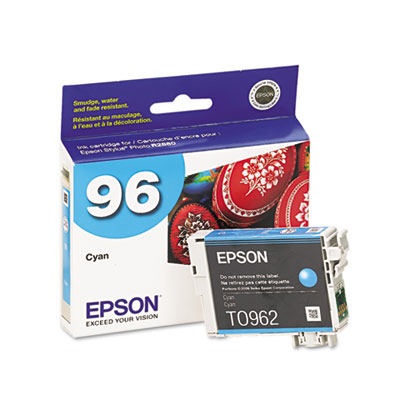 Smudge, water
and fade resistant.
Résistant au maculage,
à l'eau et à la décoloration.
EPSON
Ink cartridge for / Cartouche d'encre pour :
Epson Stylus® Photo R2880
96
Cyan
EPSON
EXCEED YOUR VISION
EPSON
Do not remove this label.
Ne retirez pas cette étiquette.
Cyan
Cyan
T0962